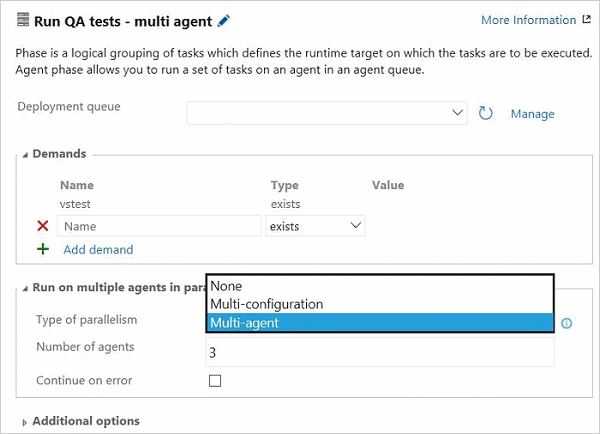 Run QA tests - multi agent
More Information
Phase is a logical grouping of tasks which defines the runtime target on which the tasks are to be executed.
Agent phase allows you to run a set of tasks on an agent in an agent queue.
Deployment queue
Manage
Demands
Name Type Value
vstest exists
Name exists
Add demand
Run on multiple agents in para
None
Multi-configuration
Type of parallelism Multi-agent
Number of agents 3
Continue on error
Additional options